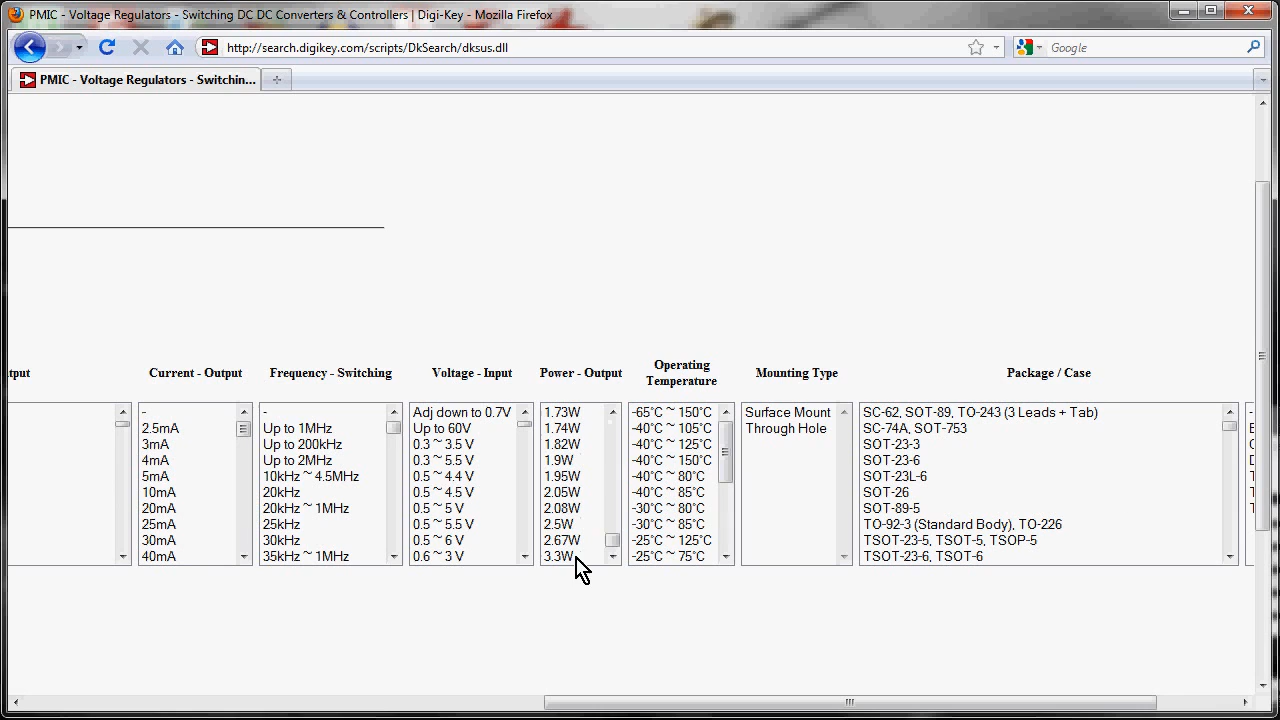 PMIC - Voltage Regulators - Switching DC DC Converters & Controllers | Digi-Key - Mozilla Firefox
http://search.digikey.com/scripts/DkSearch/dksus.dll
Google
PMIC - Voltage Regulators - Switchin...
tput
Current - Output
Frequency - Switching
Voltage - Input
Power - Output
Operating
Temperature
Mounting Type
Package / Case
-
2.5mA
3mA
4mA
5mA
10mA
20mA
25mA
30mA
40mA
-
Up to 1MHz
Up to 200kHz
Up to 2MHz
10kHz ~ 4.5MHz
20kHz
20kHz ~ 1MHz
25kHz
30kHz
35kHz ~ 1MHz
Adj down to 0.7V
Up to 60V
0.3 ~ 3.5 V
0.3 ~ 5.5 V
0.5 ~ 4.4 V
0.5 ~ 4.5 V
0.5 ~ 5 V
0.5 ~ 5.5 V
0.5 ~ 6 V
0.6 ~ 3 V
1.73W
1.74W
1.82W
1.9W
1.95W
2.05W
2.08W
2.5W
2.67W
3.3W
-65°C ~ 150°C
-40°C ~ 105°C
-40°C ~ 125°C
-40°C ~ 150°C
-40°C ~ 80°C
-40°C ~ 85°C
-30°C ~ 80°C
-30°C ~ 85°C
-25°C ~ 125°C
-25°C ~ 75°C
Surface Mount
Through Hole
SC-62, SOT-89, TO-243 (3 Leads + Tab)
SC-74A, SOT-753
SOT-23-3
SOT-23-6
SOT-23L-6
SOT-26
SOT-89-5
TO-92-3 (Standard Body), TO-226
TSOT-23-5, TSOT-5, TSOP-5
TSOT-23-6, TSOT-6